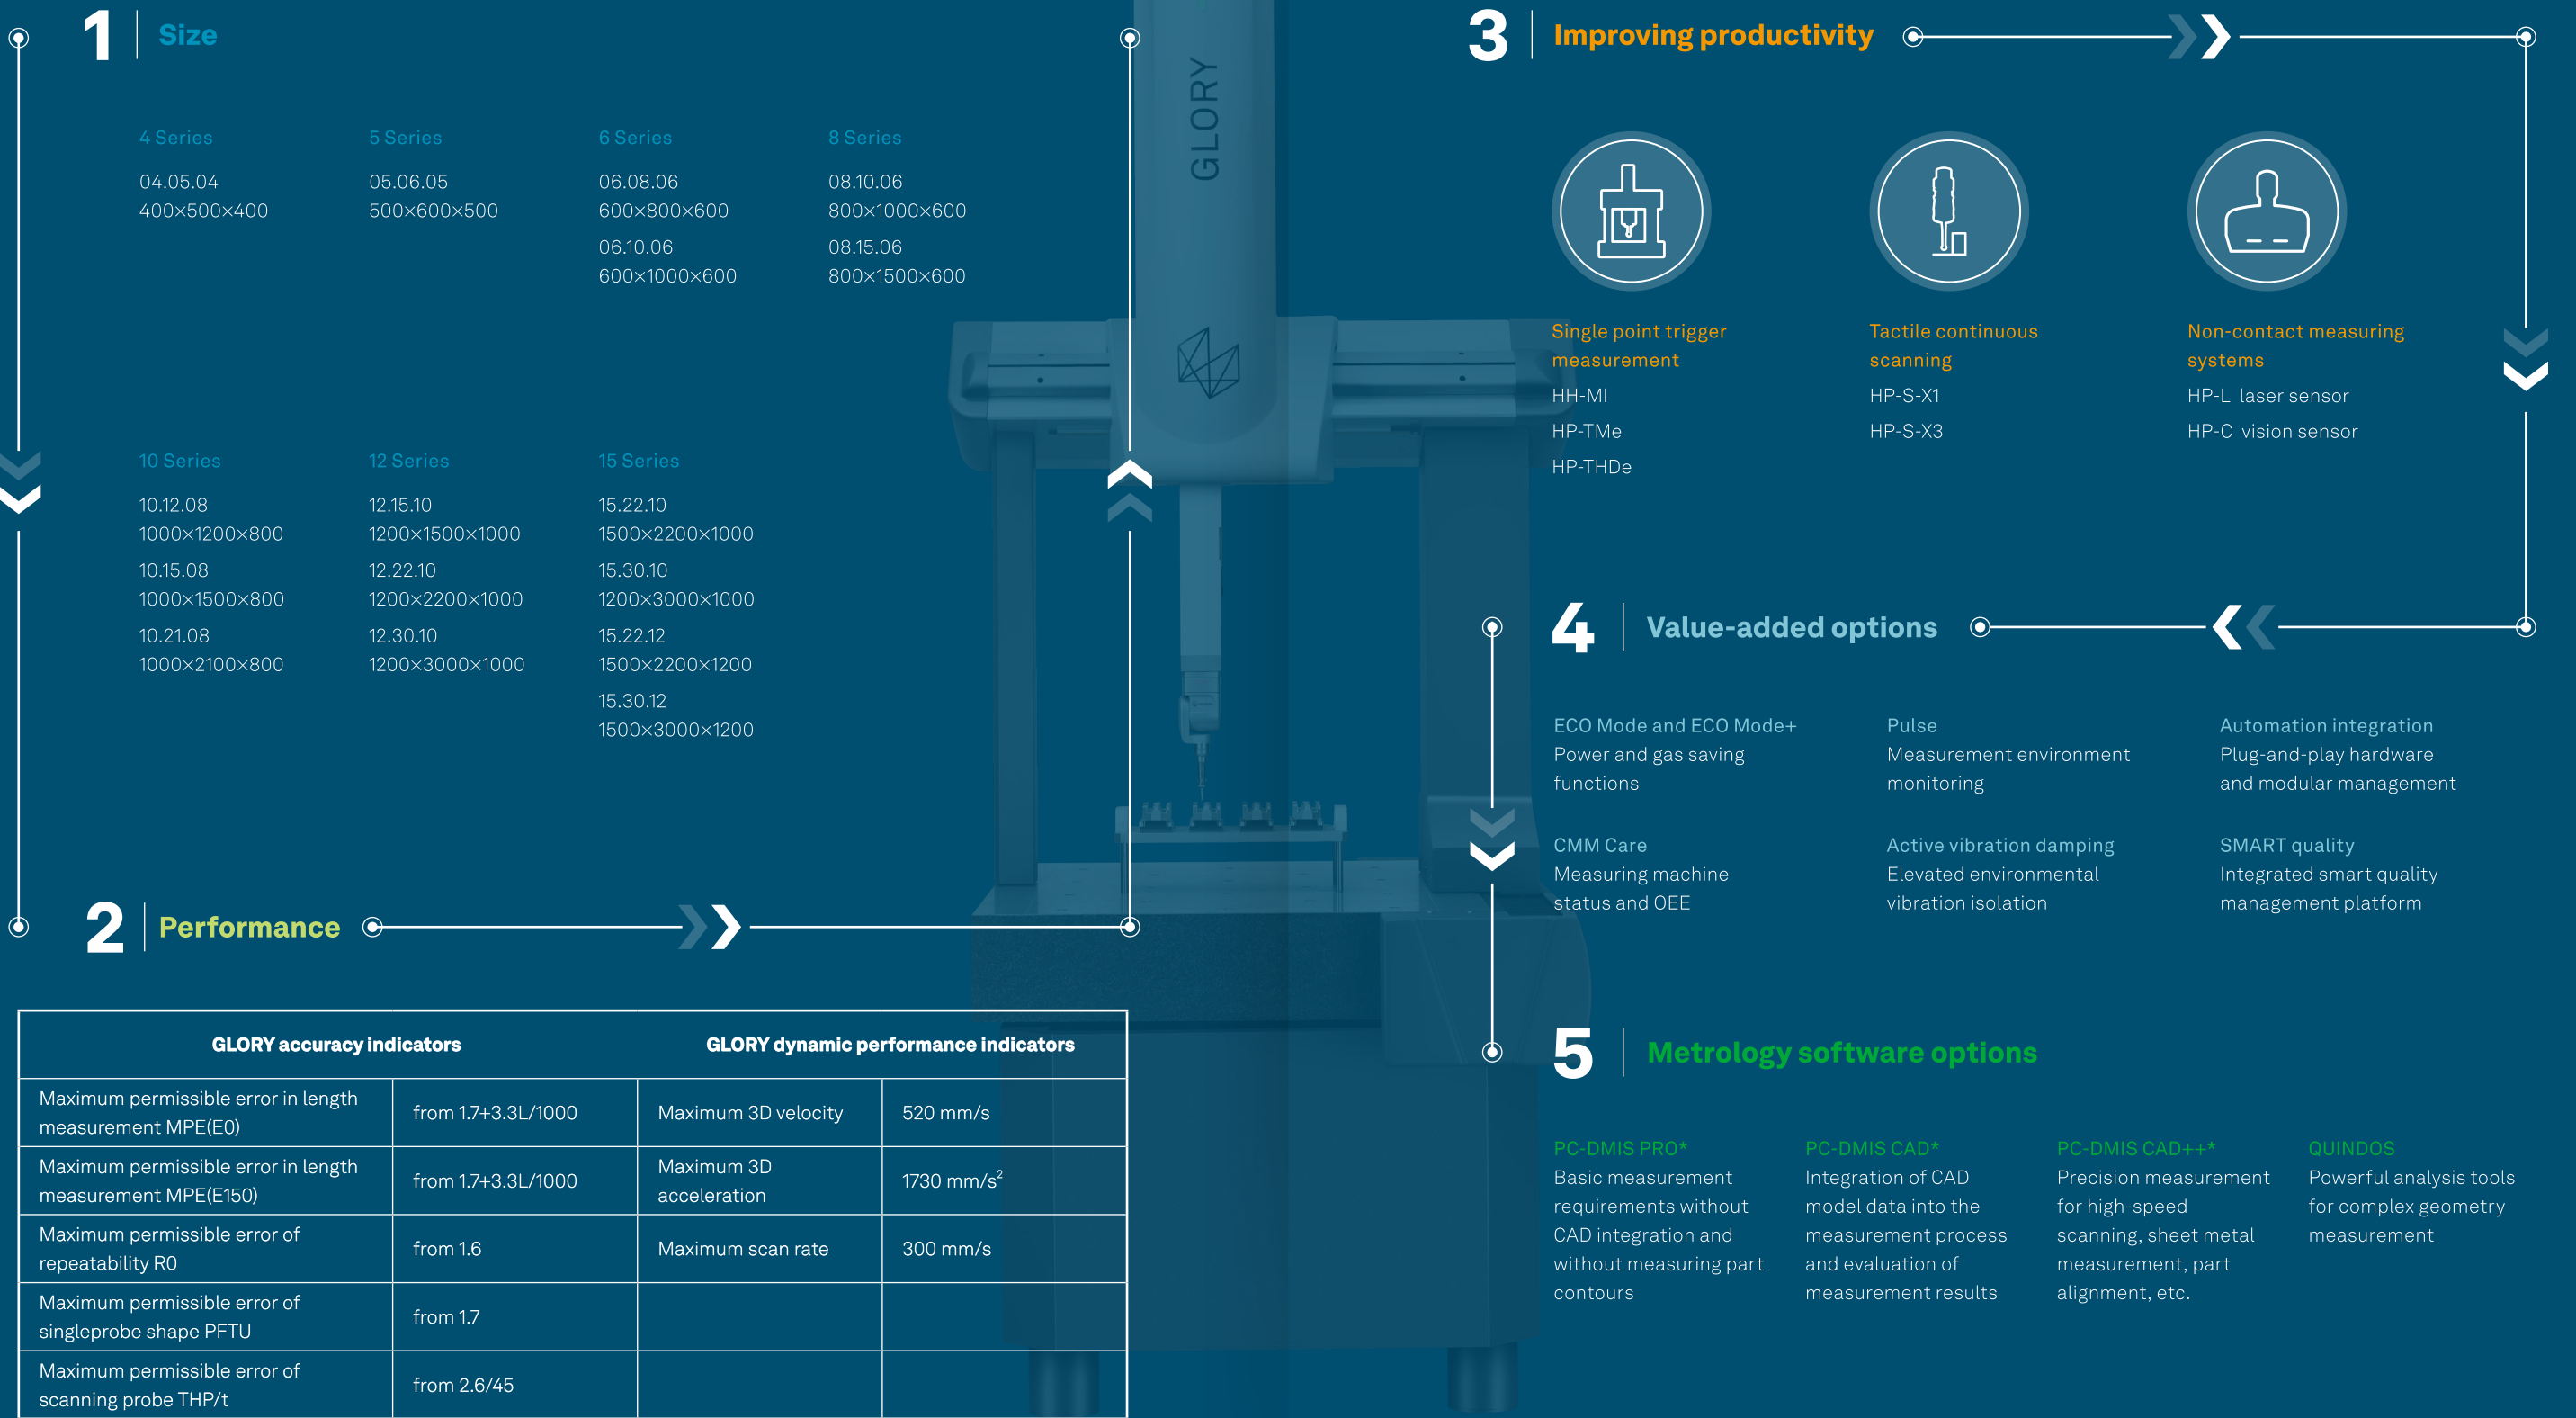 1
Size
4 Series
04.05.04
400×500×400
5 Series
05.06.05
500×600×500
6 Series
06.08.06
600×800×600
06.10.06
600×1000×600
8 Series
08.10.06
800×1000×600
08.15.06
800×1500×600
10 Series
10.12.08
1000×1200×800
10.15.08
1000×1500×800
10.21.08
1000×2100×800
12 Series
12.15.10
1200×1500×1000
12.22.10
1200×2200×1000
12.30.10
1200×3000×1000
15 Series
15.22.10
1500×2200×1000
15.30.10
1200×3000×1000
15.22.12
1500×2200×1200
15.30.12
1500×3000×1200
GLORY
2
Performance
GLORY accuracy indicators
GLORY dynamic performance indicators
Maximum permissible error in length
measurement MPE(E0)
from 1.7+3.3L/1000
Maximum 3D velocity
520 mm/s
Maximum permissible error in length
measurement MPE(E150)
from 1.7+3.3L/1000
Maximum 3D
acceleration
1730 mm/s²
Maximum permissible error of
repeatability R0
from 1.6
Maximum scan rate
300 mm/s
Maximum permissible error of
singleprobe shape PFTU
from 1.7
Maximum permissible error of
scanning probe THP/t
from 2.6/45
3
Improving productivity
Single point trigger
measurement
HH-MI
HP-TMe
HP-THDe
Tactile continuous
scanning
HP-S-X1
HP-S-X3
Non-contact measuring
systems
HP-L laser sensor
HP-C vision sensor
4
Value-added options
ECO Mode and ECO Mode+
Power and gas saving
functions
Pulse
Measurement environment
monitoring
Automation integration
Plug-and-play hardware
and modular management
CMM Care
Measuring machine
status and OEE
Active vibration damping
Elevated environmental
vibration isolation
SMART quality
Integrated smart quality
management platform
5
Metrology software options
PC-DMIS PRO*
Basic measurement
requirements without
CAD integration and
without measuring part
contours
PC-DMIS CAD*
Integration of CAD
model data into the
measurement process
and evaluation of
measurement results
PC-DMIS CAD++*
Precision measurement
for high-speed
scanning, sheet metal
measurement, part
alignment, etc.
QUINDOS
Powerful analysis tools
for complex geometry
measurement